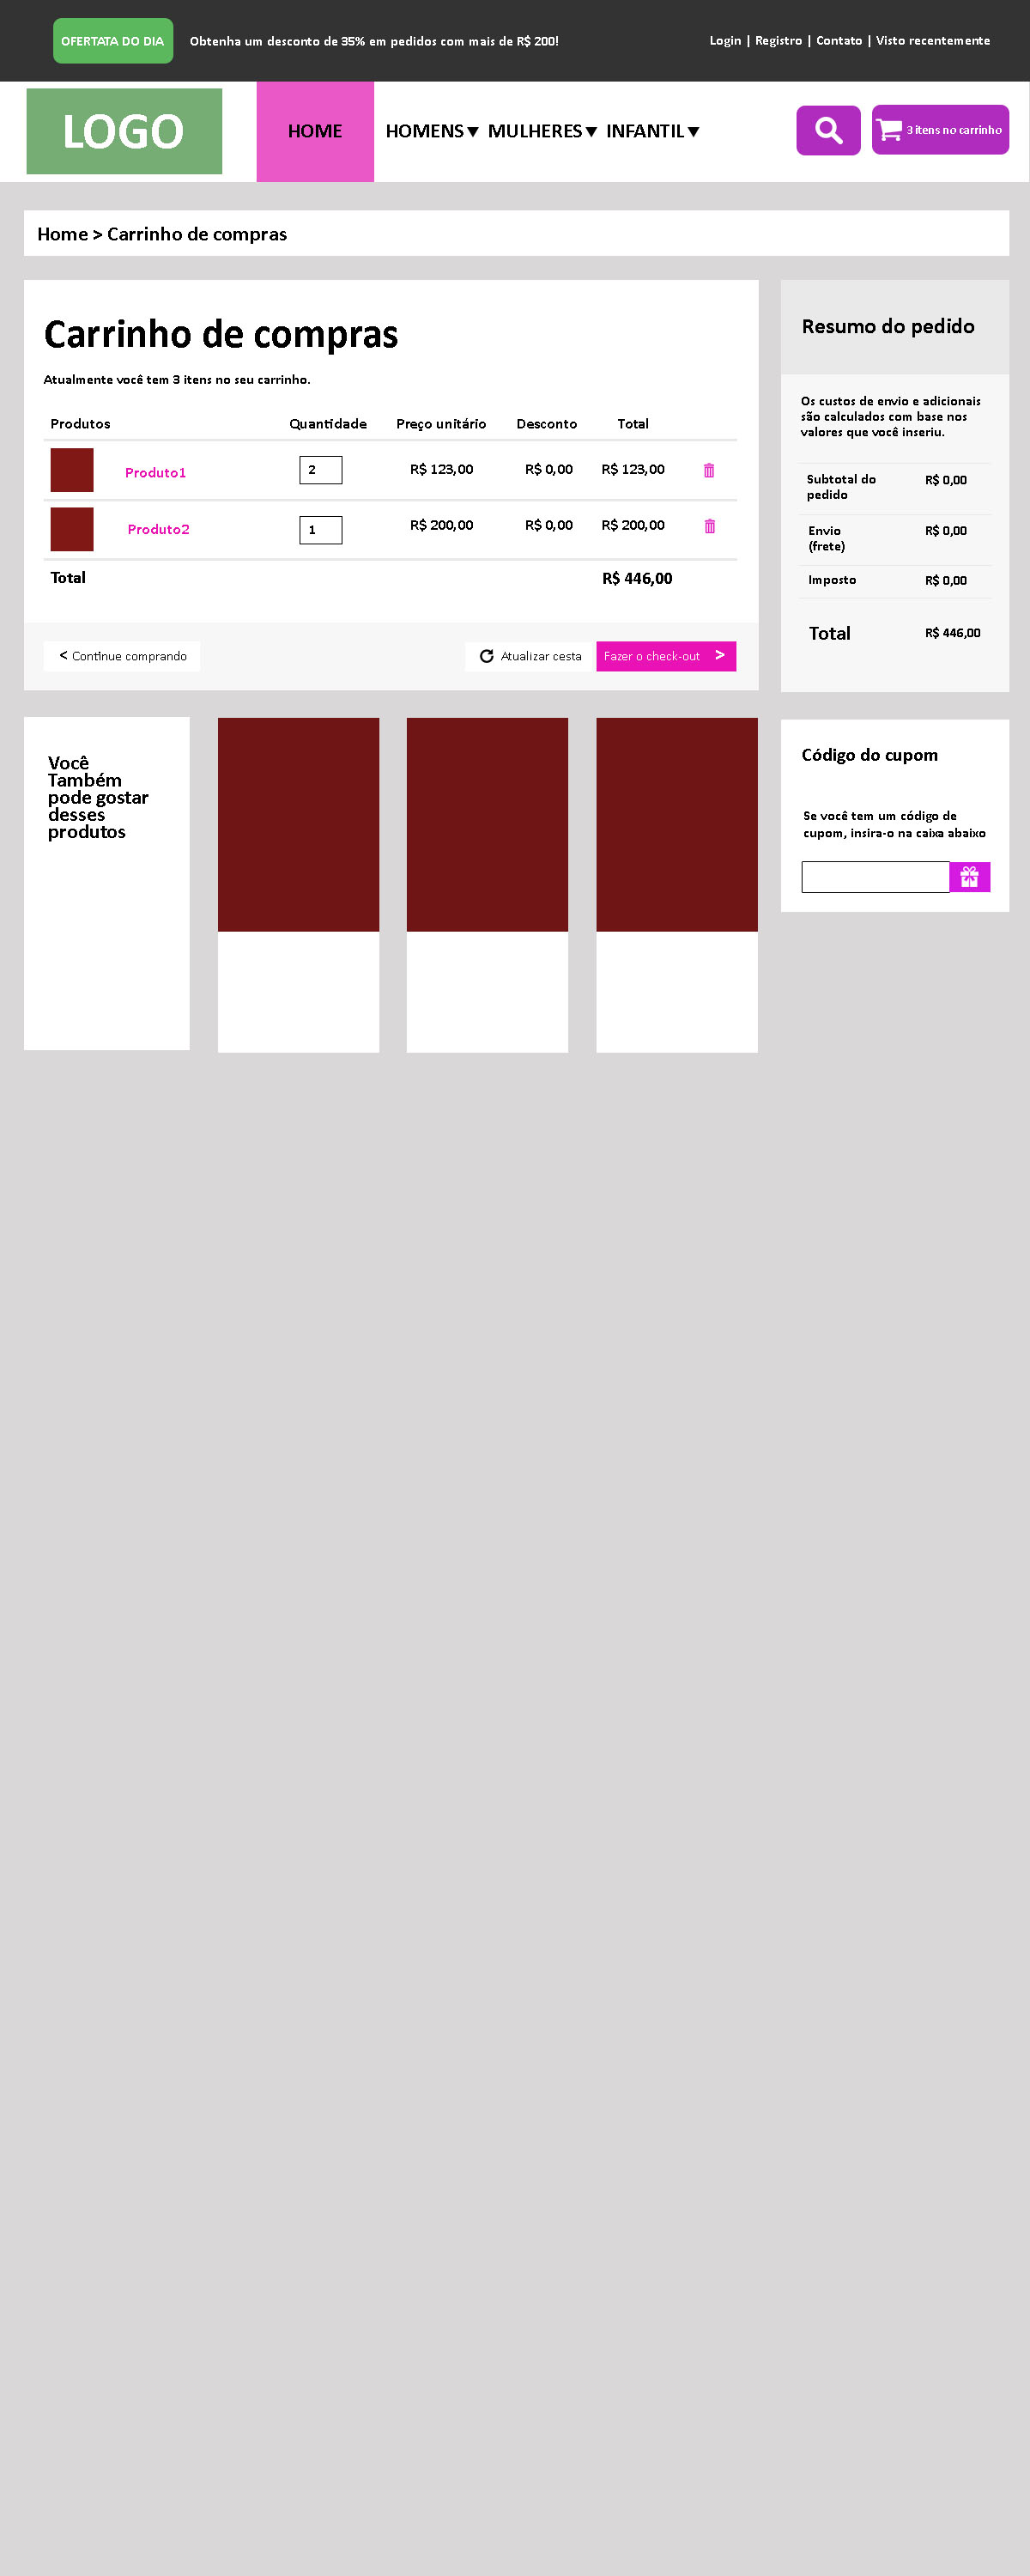 OFERTATA DO DIA
Obtenha um desconto de 35% em pedidos com mais de R$ 200!
Login | Registro | Contato | Visto recentemente
LOGO
HOME
HOMENS▼ MULHERES▼ INFANTIL▼
3 itens no carrinho
Home > Carrinho de compras
Carrinho de compras
Atualmente você tem 3 itens no seu carrinho.
Produtos Quantidade Preço unitário Desconto Total
Produto1 2 R$ 123,00 R$ 0,00 R$ 123,00
Produto2 1 R$ 200,00 R$ 0,00 R$ 200,00
Total R$ 446,00
< Continue comprando
Atualizar cesta
Fazer o check-out >
Resumo do pedido
Os custos de envio e adicionais
são calculados com base nos
valores que você inseriu.
Subtotal do R$ 0,00
pedido
Envio R$ 0,00
(frete)
Imposto R$ 0,00
Total R$ 446,00
Você
Também
pode gostar
desses
produtos
Código do cupom
Se você tem um código de
cupom, insira-o na caixa abaixo